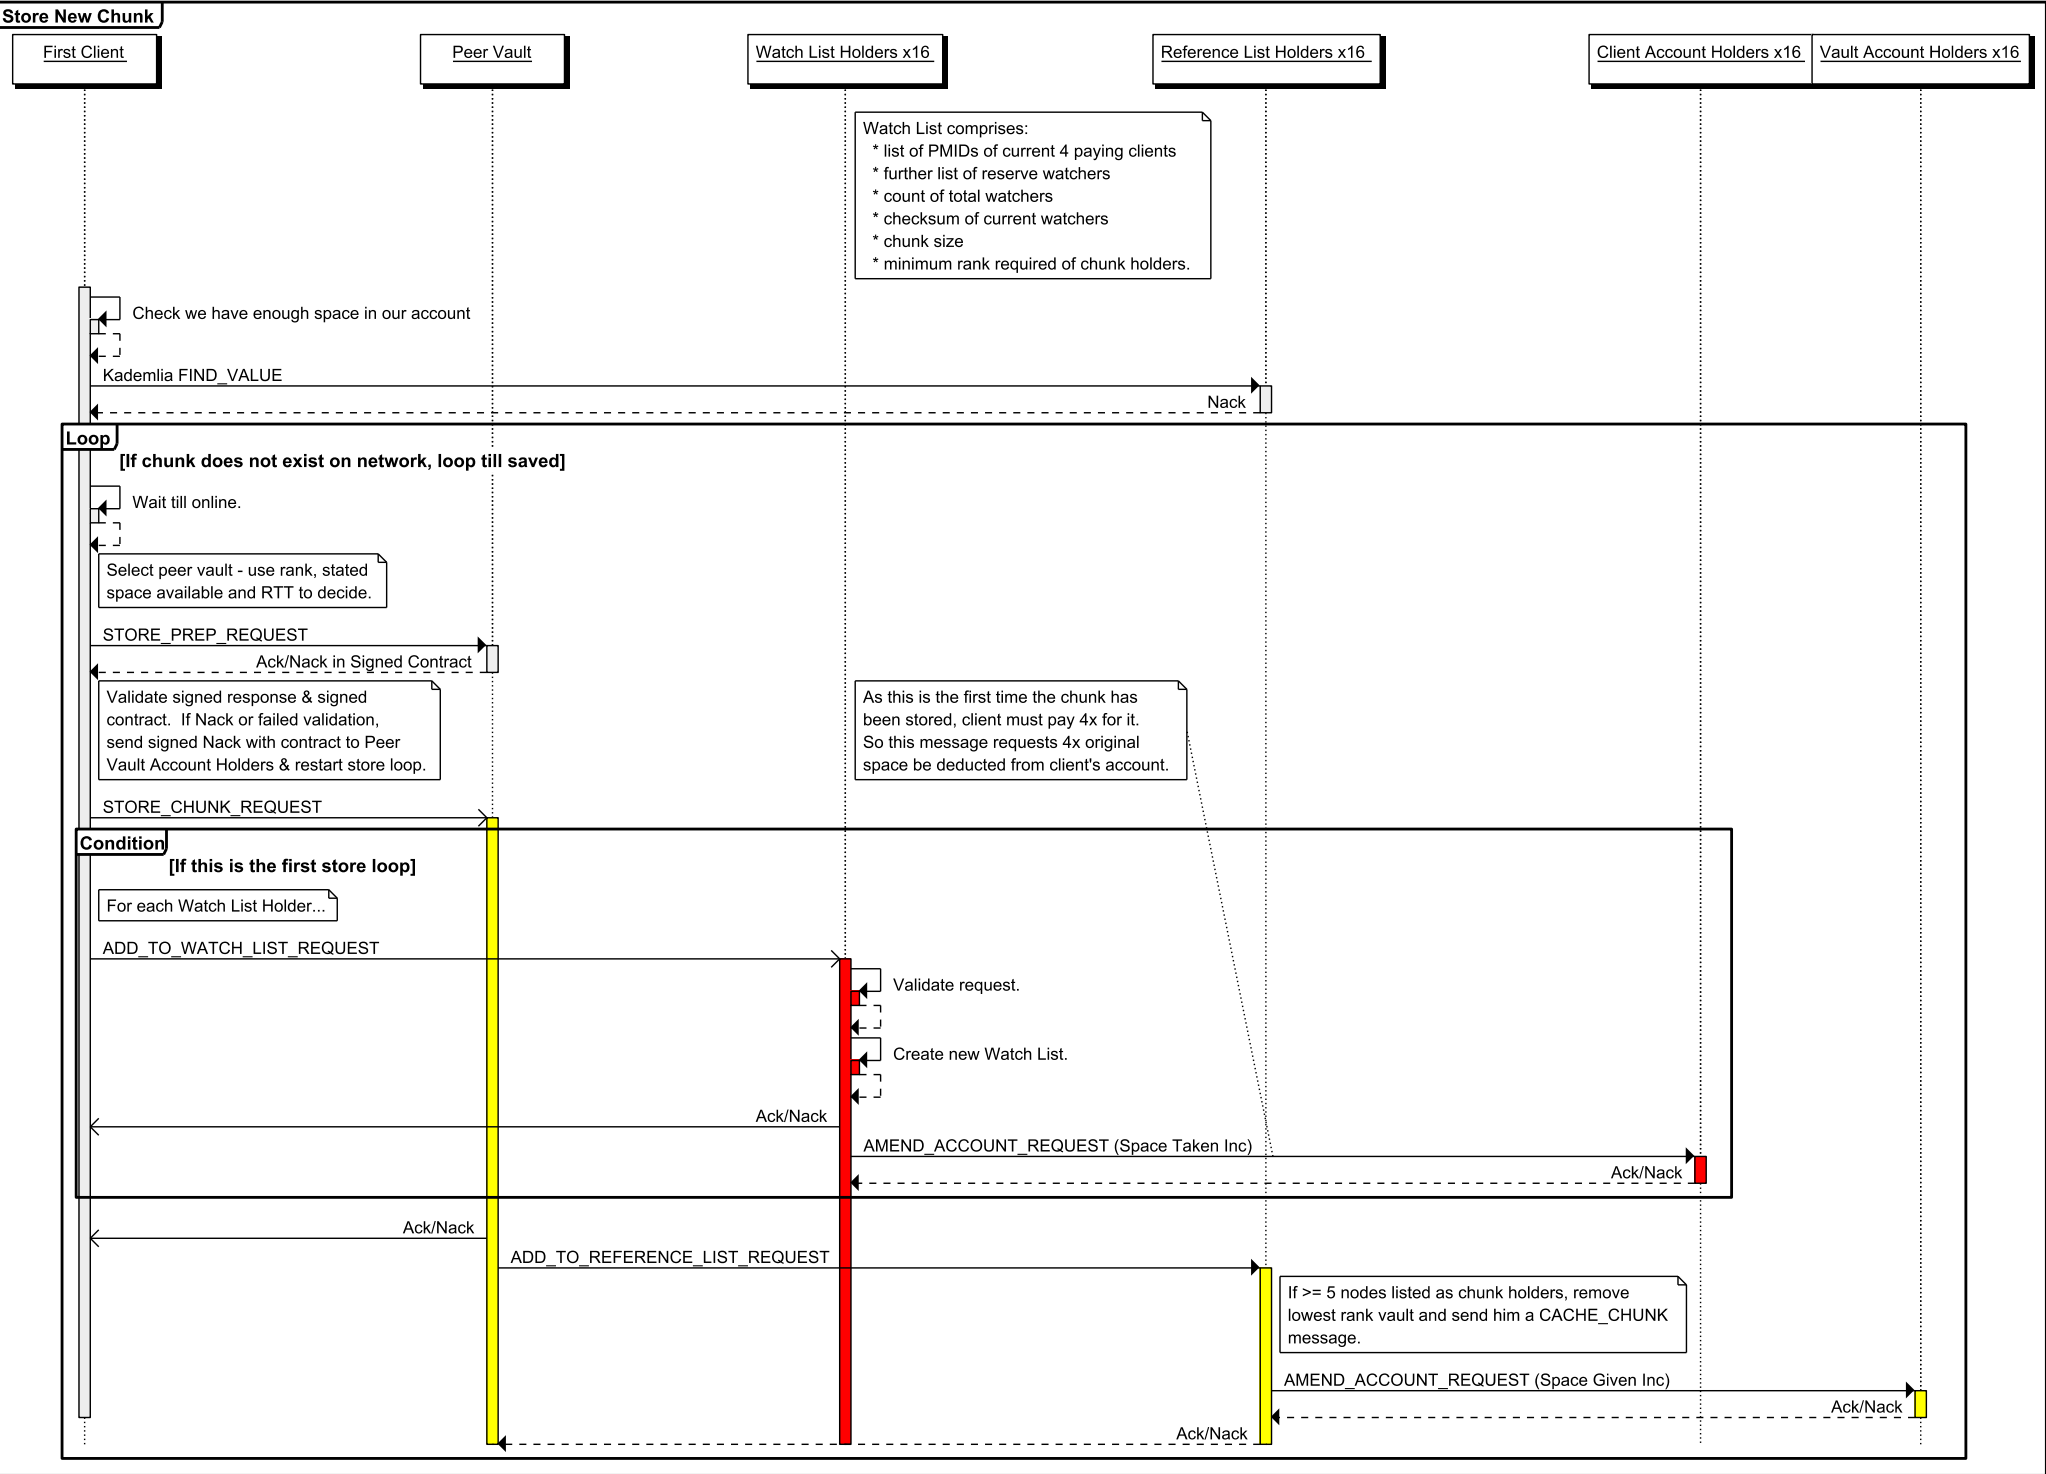 Store New Chunk
First Client
Peer Vault
Watch List Holders x16
Reference List Holders x16
Client Account Holders x16
Vault Account Holders x16
Watch List comprises:
* list of PMIDs of current 4 paying clients
* further list of reserve watchers
* count of total watchers
* checksum of current watchers
* chunk size
* minimum rank required of chunk holders.
Check we have enough space in our account
Kademlia FIND_VALUE
Nack
Loop
[If chunk does not exist on network, loop till saved]
Wait till online.
Select peer vault - use rank, stated
space available and RTT to decide.
STORE_PREP_REQUEST
Ack/Nack in Signed Contract
Validate signed response & signed
contract.  If Nack or failed validation,
send signed Nack with contract to Peer
Vault Account Holders & restart store loop.
As this is the first time the chunk has
been stored, client must pay 4x for it.
So this message requests 4x original
space be deducted from client's account.
STORE_CHUNK_REQUEST
Condition
[If this is the first store loop]
For each Watch List Holder...
ADD_TO_WATCH_LIST_REQUEST
Validate request.
Create new Watch List.
Ack/Nack
AMEND_ACCOUNT_REQUEST (Space Taken Inc)
Ack/Nack
Ack/Nack
ADD_TO_REFERENCE_LIST_REQUEST
If >= 5 nodes listed as chunk holders, remove
lowest rank vault and send him a CACHE_CHUNK
message.
AMEND_ACCOUNT_REQUEST (Space Given Inc)
Ack/Nack
Ack/Nack